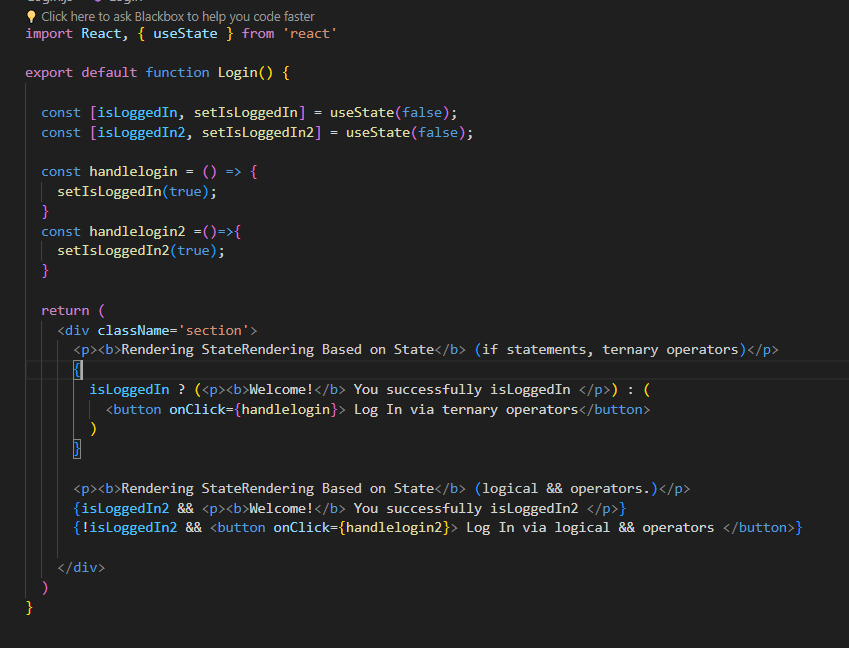 Click here to ask Blackbox to help you code faster
import React, { useState } from 'react'
export default function Login() {
const [isLoggedIn, setIsLoggedIn] = useState(false);
const [isLoggedIn2, setIsLoggedIn2] = useState(false);
const handlelogin = () => {
setIsLoggedIn(true);
}
const handlelogin2 =()=>{
setIsLoggedIn2(true);
}
return (
<div className='section'>
<p><b>Rendering StateRendering Based on State</b> (if statements, ternary operators)</p>
{
isLoggedIn ? (<p><b>Welcome!</b> You successfully isLoggedIn </p>) : (
<button onClick={handlelogin}> Log In via ternary operators</button>
)
}
<p><b>Rendering StateRendering Based on State</b> (logical && operators.)</p>
{isLoggedIn2 && <p><b>Welcome!</b> You successfully isLoggedIn2 </p>}
{!isLoggedIn2 && <button onClick={handlelogin2}> Log In via logical && operators </button>}
</div>
)
}